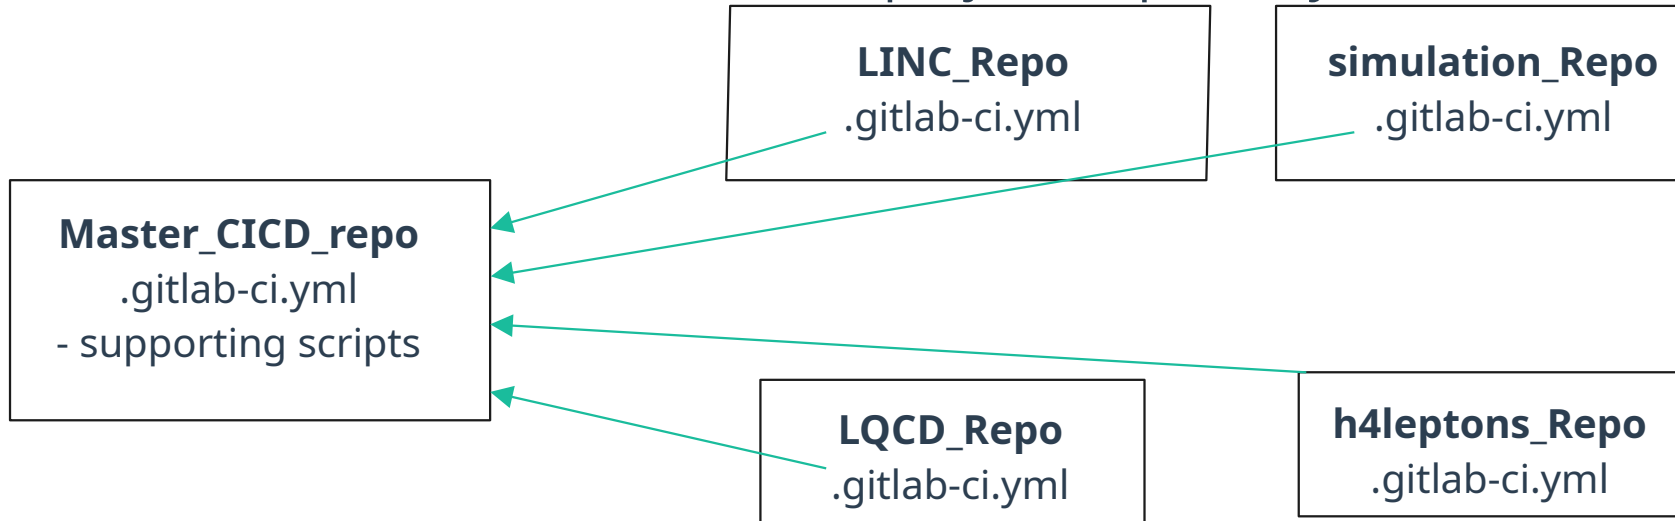 LINC_Repo
.gitlab-ci.yml
simulation_Repo
.gitlab-ci.yml
Master_CICD_repo
.gitlab-ci.yml
- supporting scripts
LQCD_Repo
.gitlab-ci.yml
h4leptons_Repo
.gitlab-ci.yml